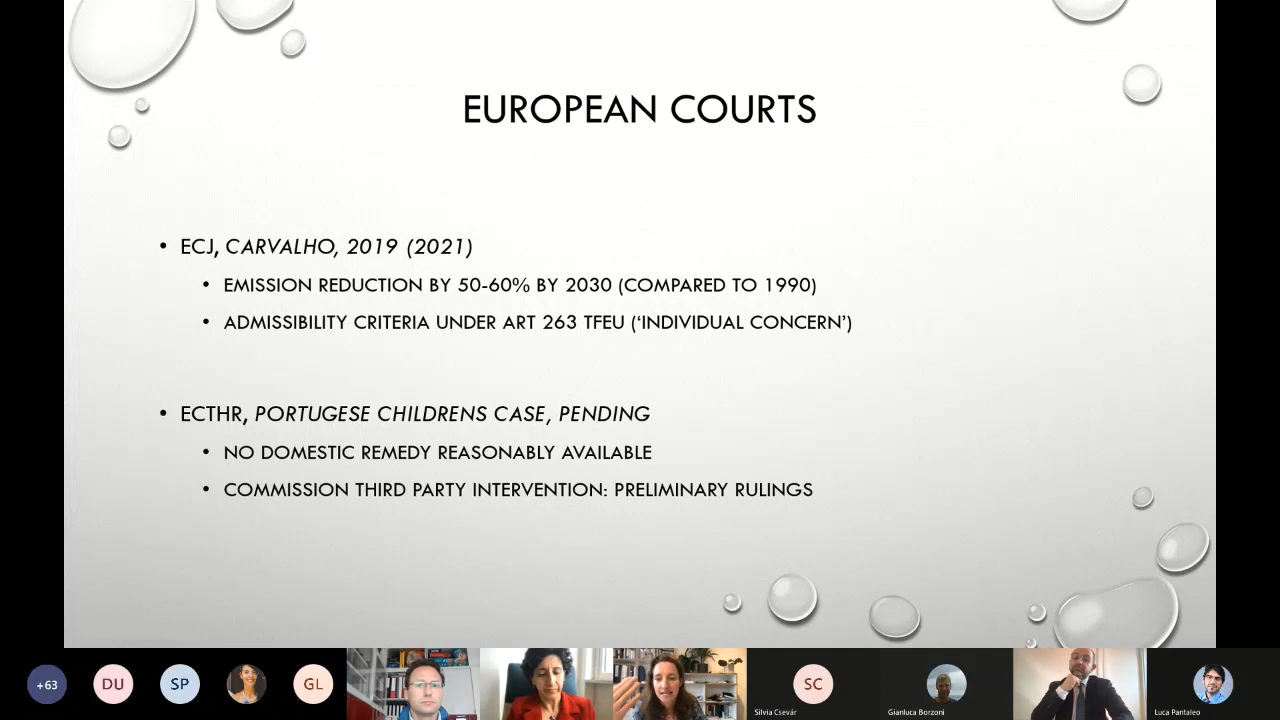 EUROPEAN COURTS
• ECJ, CARVALHO, 2019 (2021)
• EMISSION REDUCTION BY 50-60% BY 2030 (COMPARED TO 1990)
• ADMISSIBILITY CRITERIA UNDER ART 263 TFEU (‘INDIVIDUAL CONCERN’)
• ECTHR, PORTUGESE CHILDRENS CASE, PENDING
• NO DOMESTIC REMEDY REASONABLY AVAILABLE
• COMMISSION THIRD PARTY INTERVENTION: PRELIMINARY RULINGS
+63
DU
SP
GL
SC
Silvia Csevár
Gianluca Borzoni
Luca Pantaleo